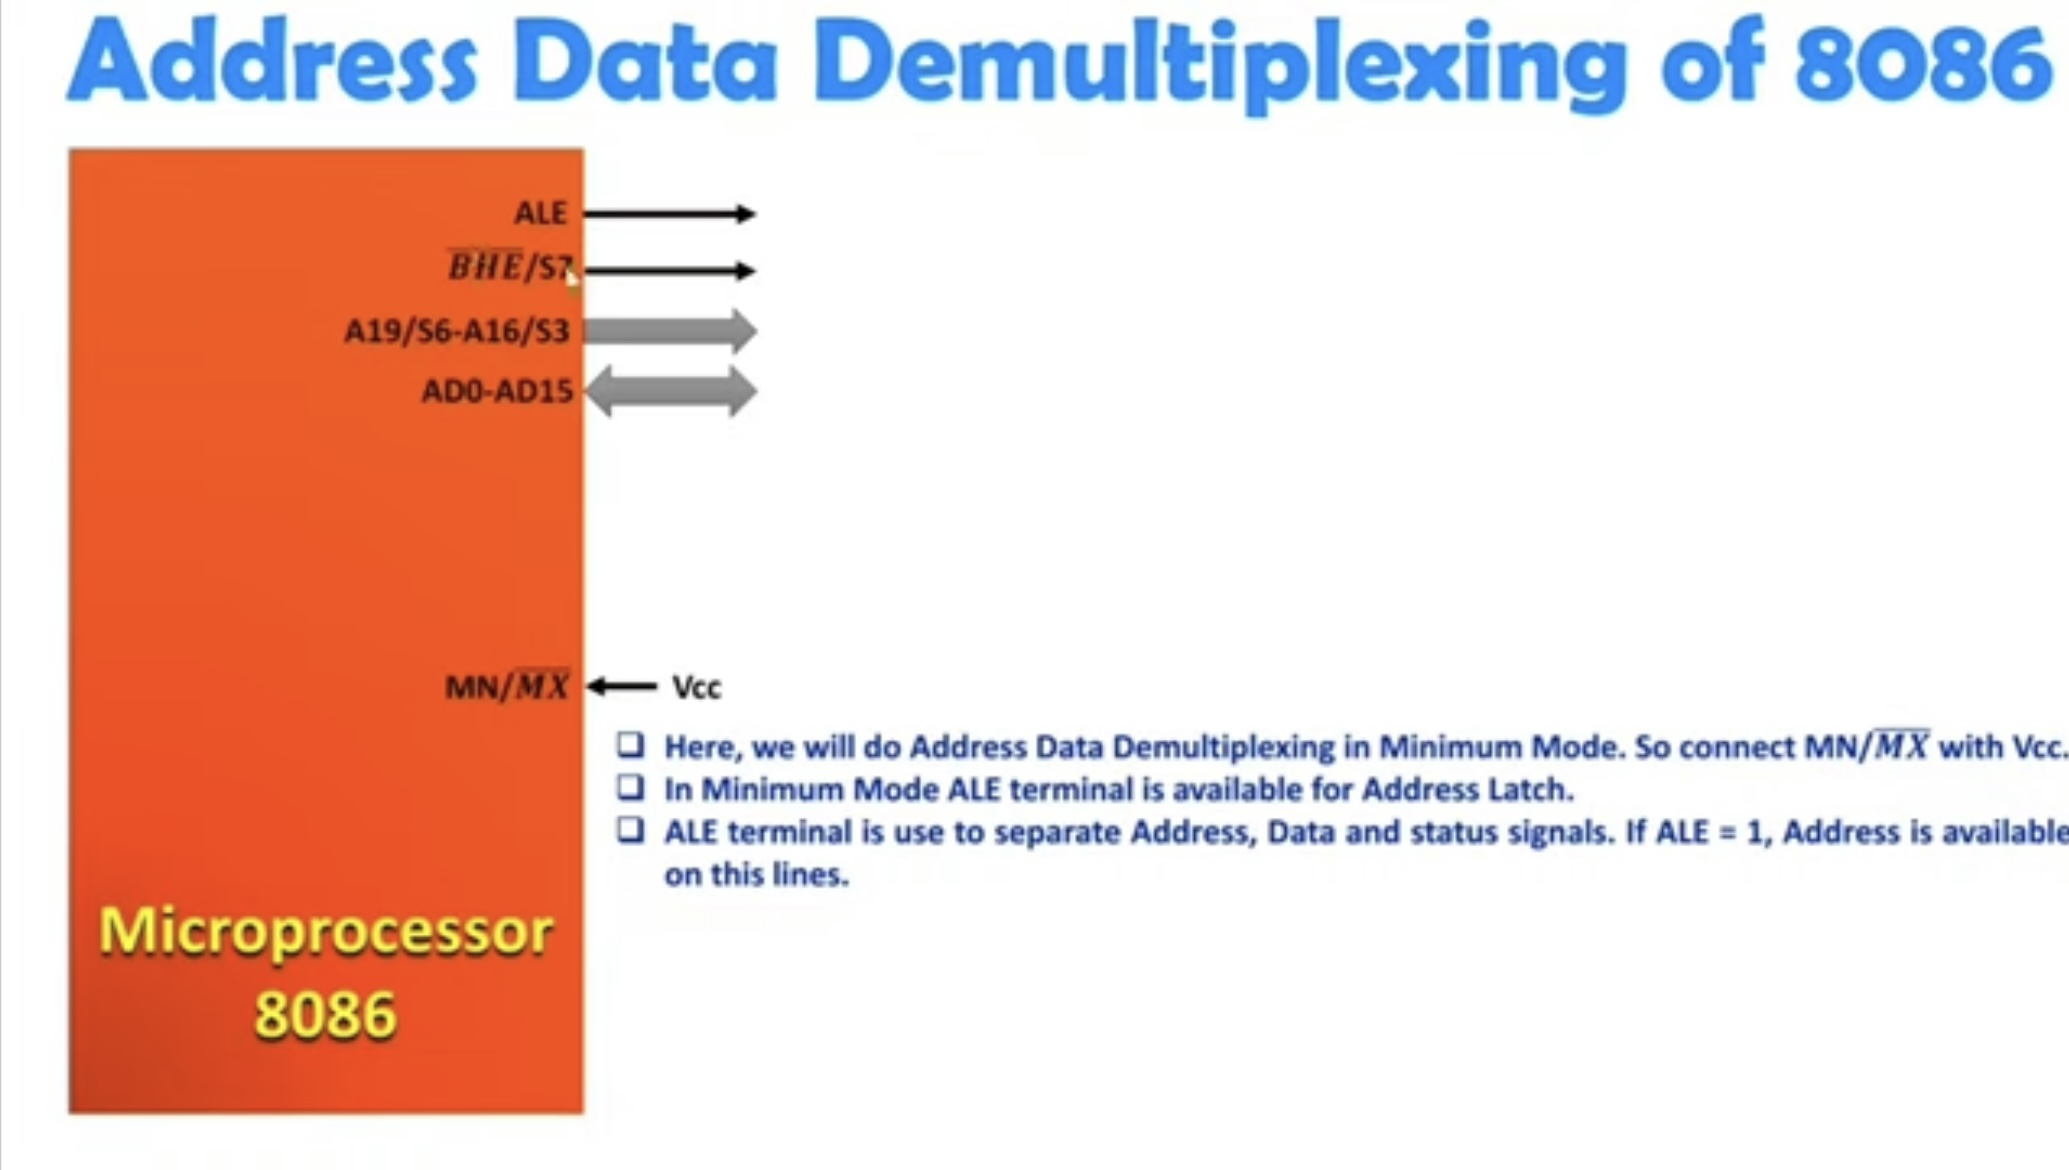 Address Data Demultiplexing of 8086
ALE
B̅H̅E̅/S7
A19/S6-A16/S3
AD0-AD15
MN/M̅X̅
Vcc
❑ Here, we will do Address Data Demultiplexing in Minimum Mode. So connect MN/M̅X̅ with Vcc.
❑ In Minimum Mode ALE terminal is available for Address Latch.
❑ ALE terminal is use to separate Address, Data and status signals. If ALE = 1, Address is available
on this lines.
Microprocessor
8086